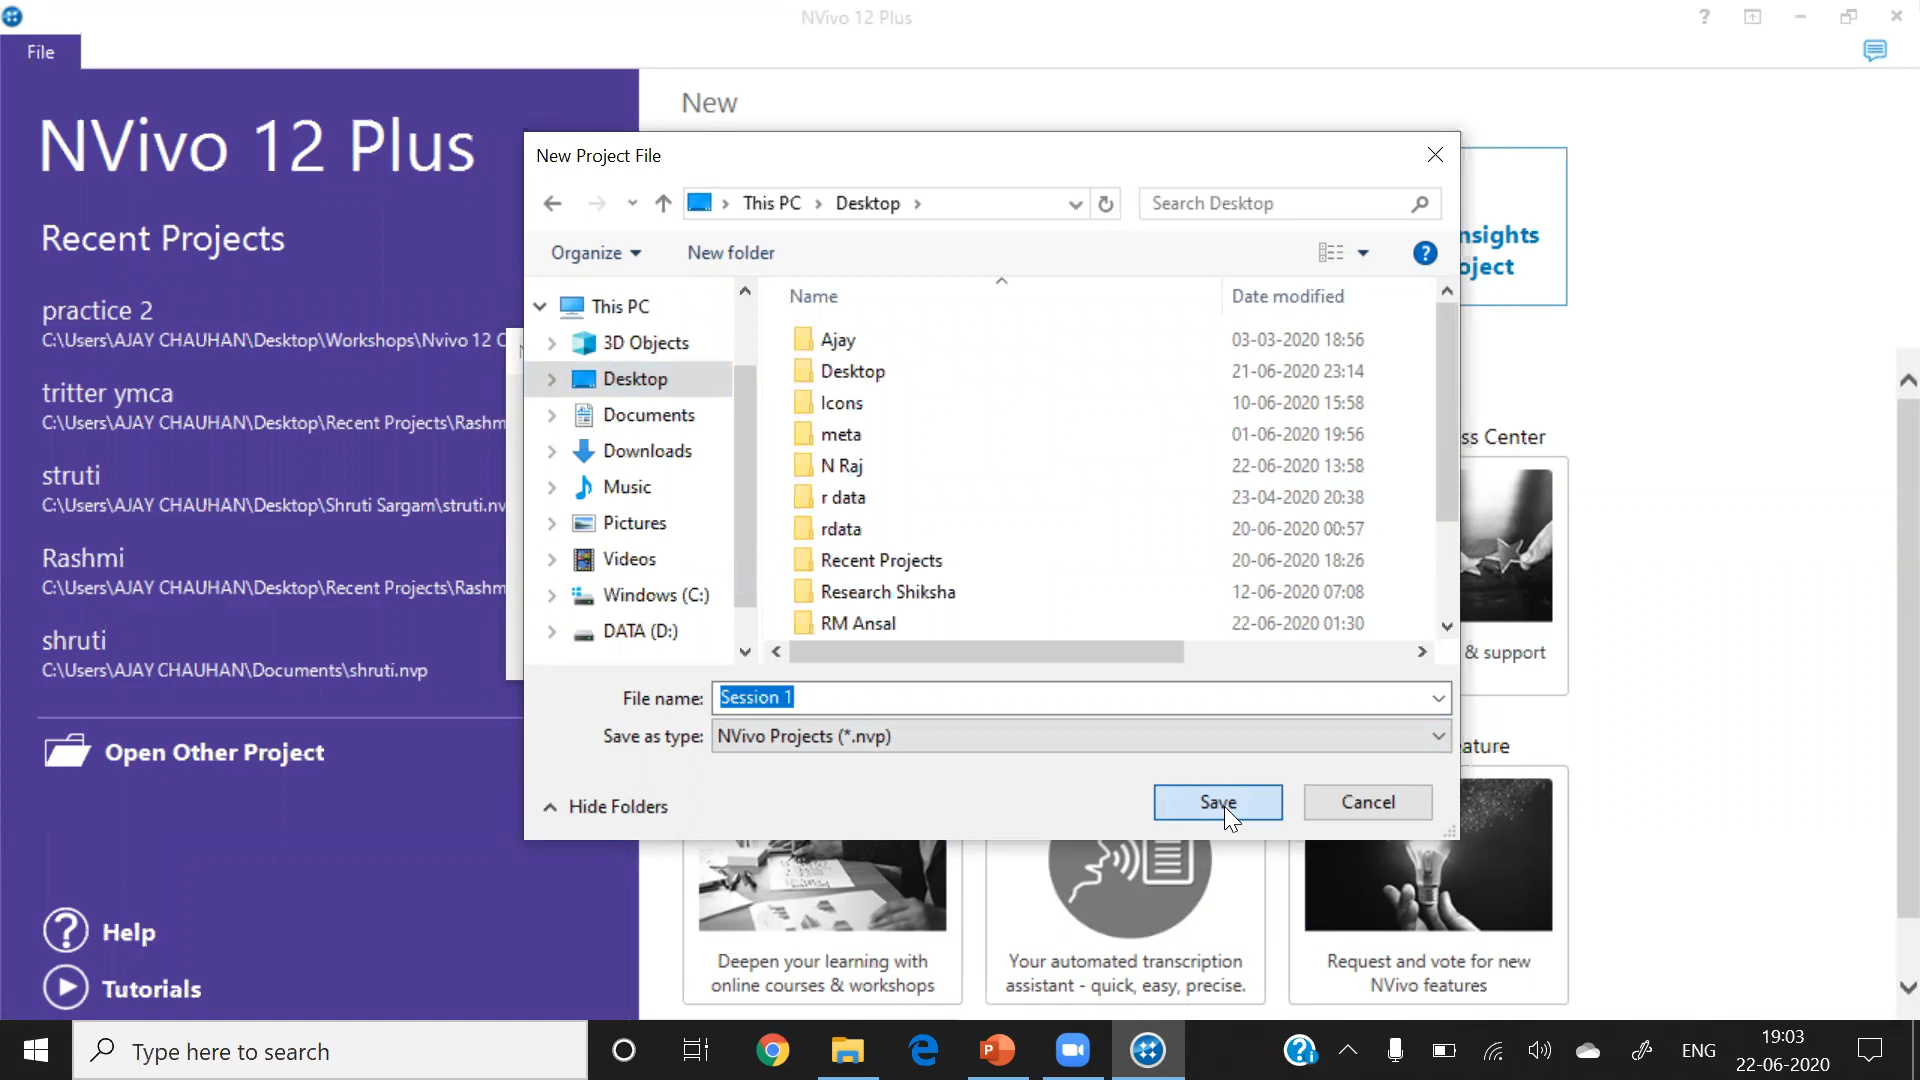 NVivo 12 Plus
File
NVivo 12 Plus
Recent Projects
practice 2
C:\Users\AJAY CHAUHAN\Desktop\Workshops\Nvivo 12 C
tritter ymca
C:\Users\AJAY CHAUHAN\Desktop\Recent Projects\Rashm
struti
C:\Users\AJAY CHAUHAN\Desktop\Shruti Sargam\struti.nv
Rashmi
C:\Users\AJAY CHAUHAN\Desktop\Recent Projects\Rashm
shruti
C:\Users\AJAY CHAUHAN\Documents\shruti.nvp
Open Other Project
Help
Tutorials
New
New Project File
This PC
Desktop
Search Desktop
Organize
New folder
This PC
3D Objects
Desktop
Documents
Downloads
Music
Pictures
Videos
Windows (C:)
DATA (D:)
Name Date modified
Ajay 03-03-2020 18:56
Desktop 21-06-2020 23:14
Icons 10-06-2020 15:58
meta 01-06-2020 19:56
N Raj 22-06-2020 13:58
r data 23-04-2020 20:38
rdata 20-06-2020 00:57
Recent Projects 20-06-2020 18:26
Research Shiksha 12-06-2020 07:08
RM Ansal 22-06-2020 01:30
File name: Session 1
Save as type: NVivo Projects (*.nvp)
Hide Folders
Save
Cancel
nsights
oject
ss Center
& support
eature
Deepen your learning with
online courses & workshops
Your automated transcription
assistant - quick, easy, precise.
Request and vote for new
NVivo features
Type here to search
ENG
19:03
22-06-2020